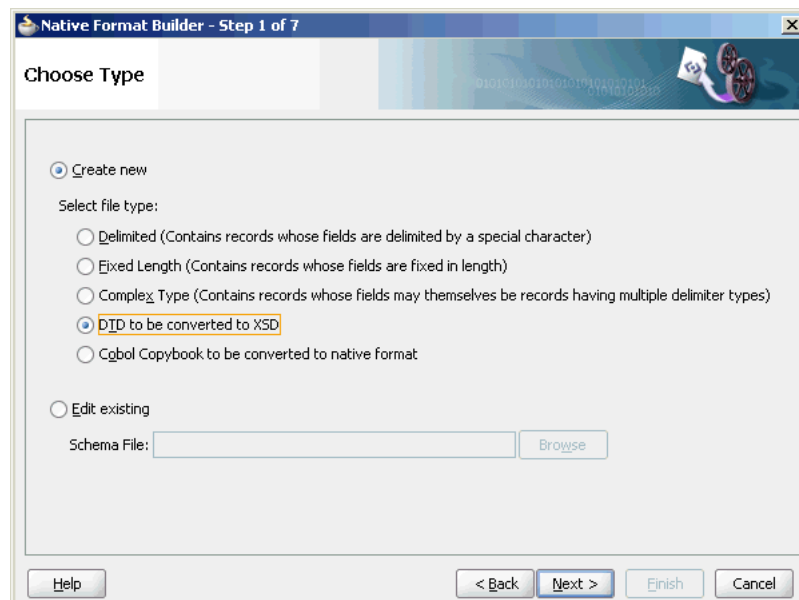 Native Format Builder - Step 1 of 7
Choose Type
Create new
Select file type:
Delimited (Contains records whose fields are delimited by a special character)
Fixed Length (Contains records whose fields are fixed in length)
Complex Type (Contains records whose fields may themselves be records having multiple delimiter types)
DTD to be converted to XSD
Cobol Copybook to be converted to native format
Edit existing
Schema File: Browse
Help < Back Next > Finish Cancel